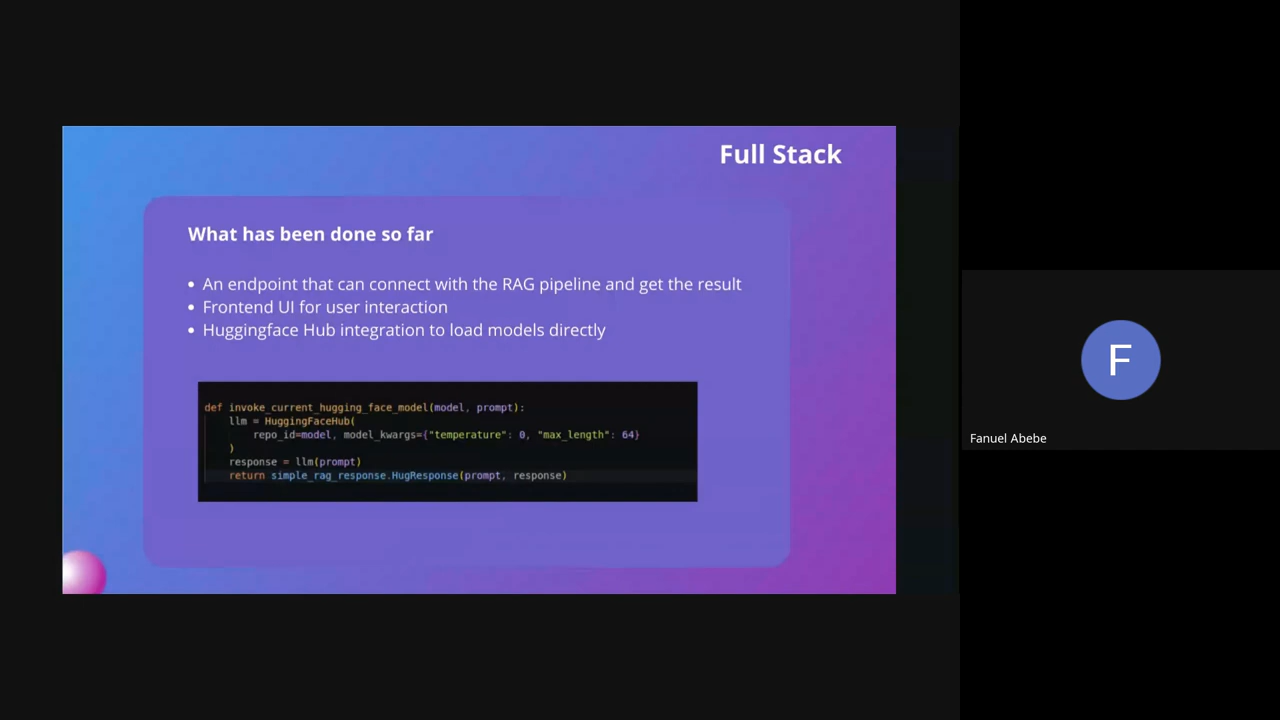 Full Stack
What has been done so far
• An endpoint that can connect with the RAG pipeline and get the result
• Frontend UI for user interaction
• Huggingface Hub integration to load models directly
def invoke_current_hugging_face_model(model, prompt):
    llm = HuggingFaceHub(
        repo_id=model, model_kwargs={"temperature": 0, "max_length": 64}
    )
    response = llm(prompt)
    return simple_rag_response.HugResponse(prompt, response)
F
Fanuel Abebe